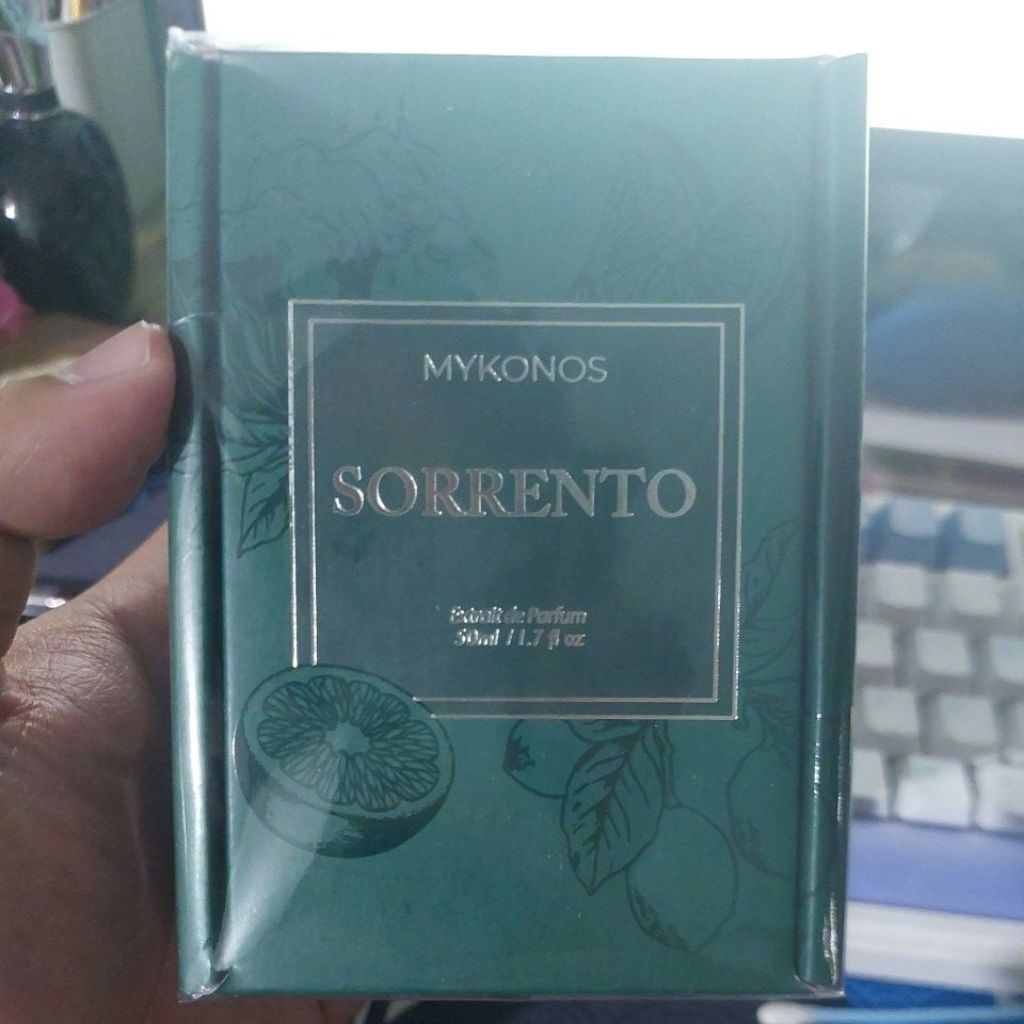 MYKONOS
SORRENTO
Extrait de Parfum
50ml / 1.7 fl oz